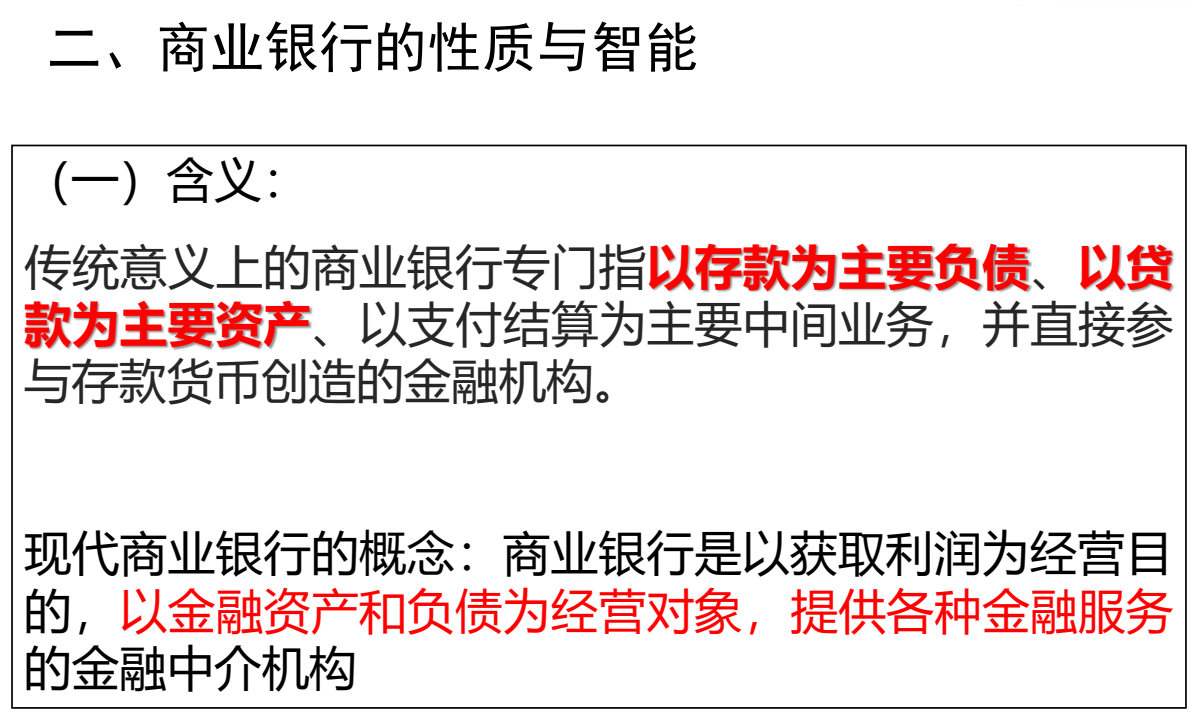 二、商业银行的性质与智能
（一）含义：
传统意义上的商业银行专门指以存款为主要负债、以贷
款为主要资产、以支付结算为主要中间业务，并直接参
与存款货币创造的金融机构。
现代商业银行的概念：商业银行是以获取利润为经营目
的，以金融资产和负债为经营对象，提供各种金融服务
的金融中介机构